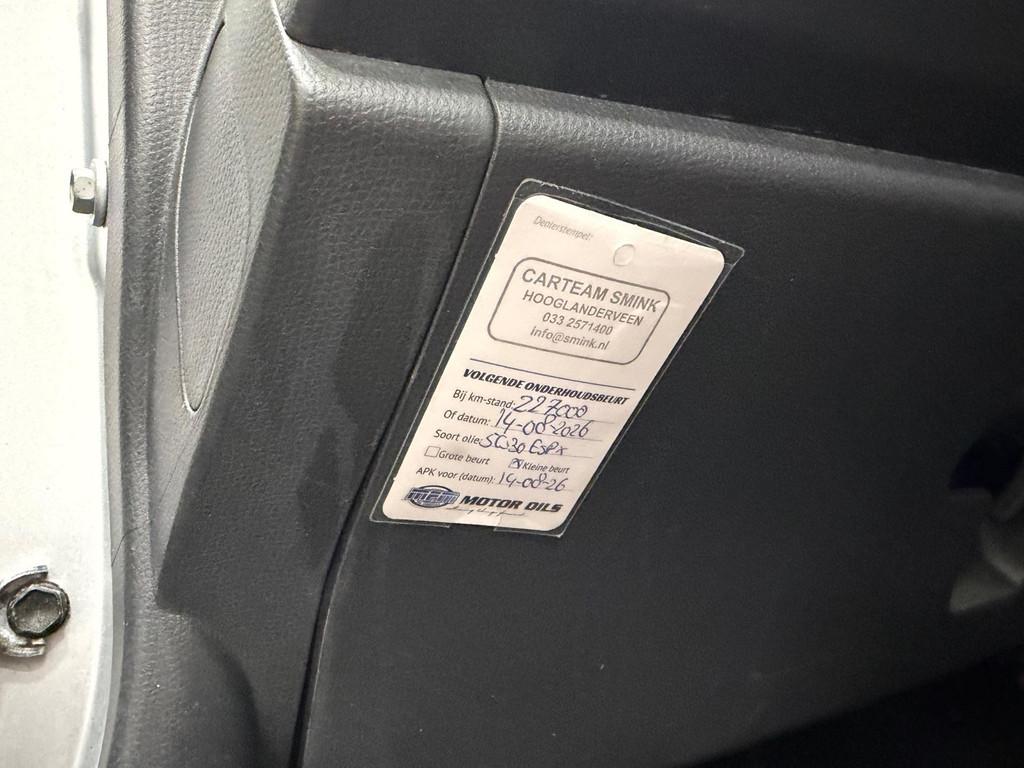 Dealerstempel:
CARTEAM SMINK
HOOGLANDERVEEN
033 2571400
info@smink.nl
VOLGENDE ONDERHOUDSBEURT
Bij km-stand: 227000
Of datum: 14-08-2026
Soort olie: 5W30
Grote beurt Kleine beurt
APK voor (datum): 14-08-26
MOTOR OILS